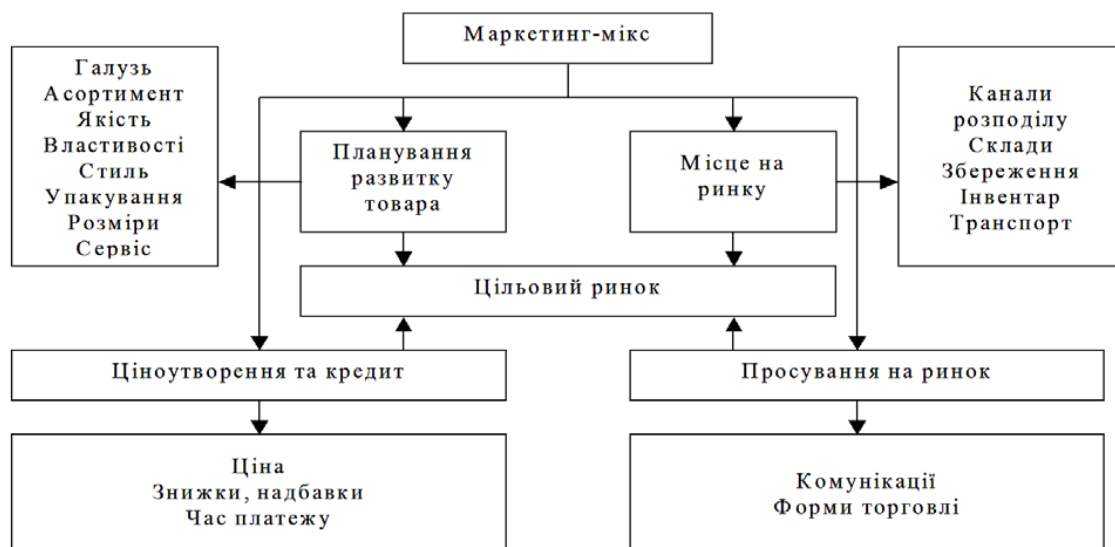 Маркетинг-мікс
Галузь
Асортимент
Якість
Властивості
Стиль
Упакування
Розміри
Сервіс
Планування
развитку
товара
Місце на
ринку
Канали
розподілу
Склади
Збереження
Інвентар
Транспорт
Цільовий ринок
Ціноутворення та кредит
Просування на ринок
Ціна
Знижки, надбавки
Час платежу
Комунікації
Форми торговлі